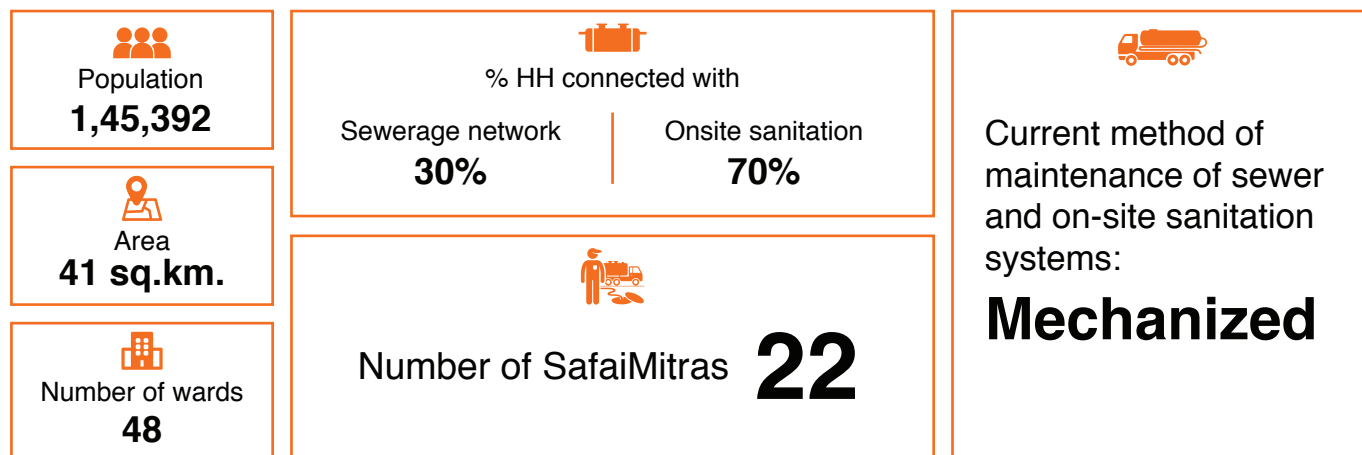 Population
1,45,392
Area
41 sq.km.
Number of wards
48
% HH connected with
Sewerage network
30%
Onsite sanitation
70%
Number of SafaiMitras 22
Current method of
maintenance of sewer
and on-site sanitation
systems:
Mechanized